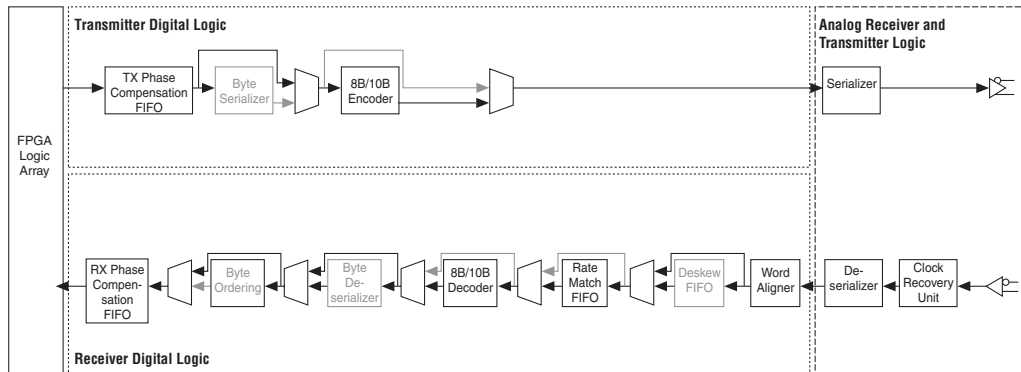 Transmitter Digital Logic
Analog Receiver and
Transmitter Logic
TX Phase
Compensation
FIFO
Byte
Serializer
8B/10B
Encoder
Serializer
FPGA
Logic
Array
RX Phase
Compen-
sation
FIFO
Byte
Ordering
Byte
De-
serializer
8B/10B
Decoder
Rate
Match
FIFO
Deskew
FIFO
Word
Aligner
De-
serializer
Clock
Recovery
Unit
Receiver Digital Logic